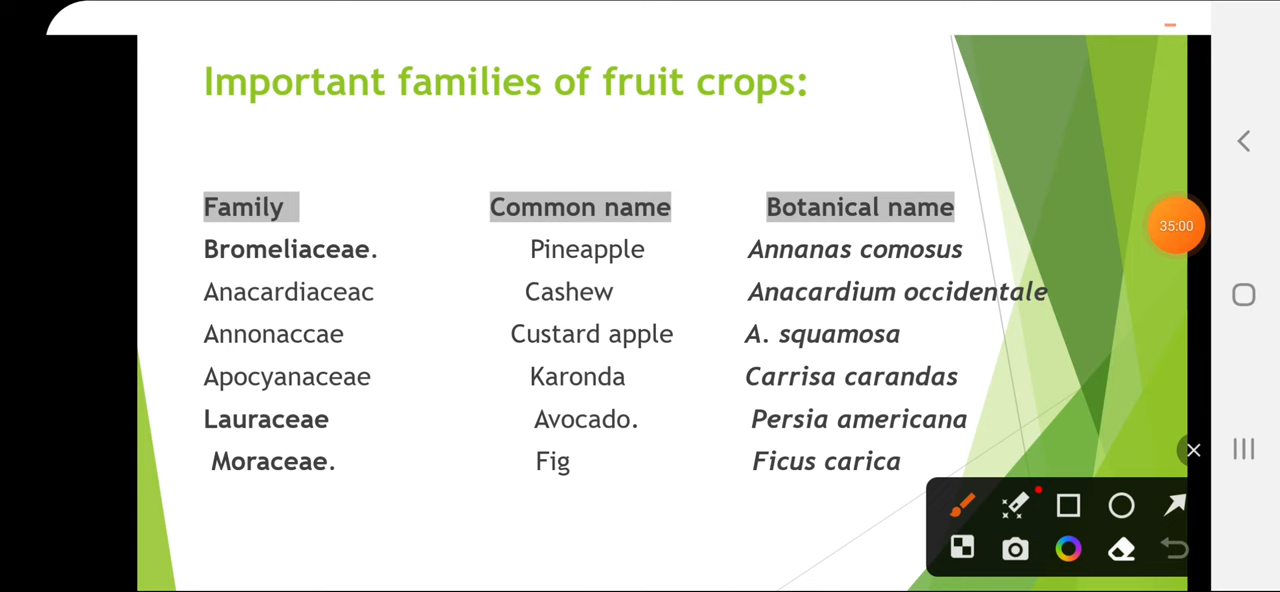 Important families of fruit crops:
Family Common name Botanical name
Bromeliaceae. Pineapple Annanas comosus
Anacardiaceac Cashew Anacardium occidentale
Annonaccae Custard apple A. squamosa
Apocyanaceae Karonda Carrisa carandas
Lauraceae Avocado. Persia americana
Moraceae. Fig Ficus carica
35:00